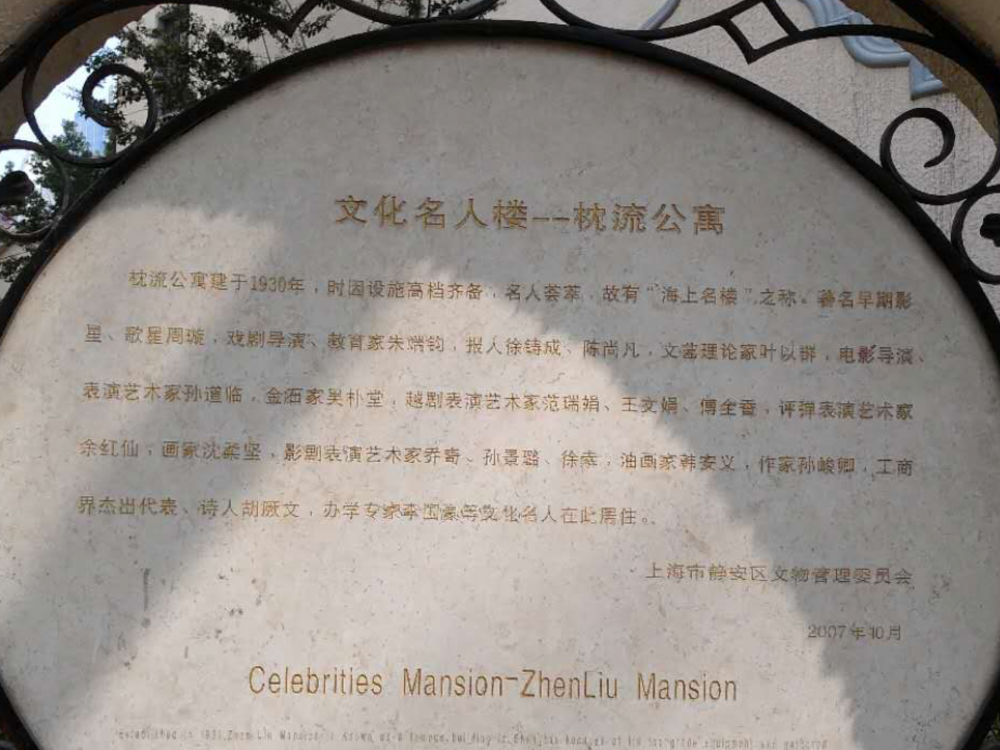 文化名人楼--枕流公寓
枕流公寓建于1930年，时因设施高档齐备，名人荟萃，故有“海上名楼”之称。著名早期影
星、歌星周璇，戏剧导演、教育家朱端钧，报人徐铸成、陈尚凡，文艺理论家叶以群，电影导演、
表演艺术家孙道临，金石家吴朴堂，越剧表演艺术家范瑞娟、王文娟、傅全香，评弹表演艺术家
余红仙，画家沈柔坚，影剧表演艺术家乔奇、孙景璐、徐幸，油画家韩安义，作家孙峻卿，工商
界杰出代表、诗人胡厥文，办学专家李国豪等文化名人在此居住。
上海市静安区文物管理委员会
2007年10月
Celebrities Mansion-ZhenLiu Mansion